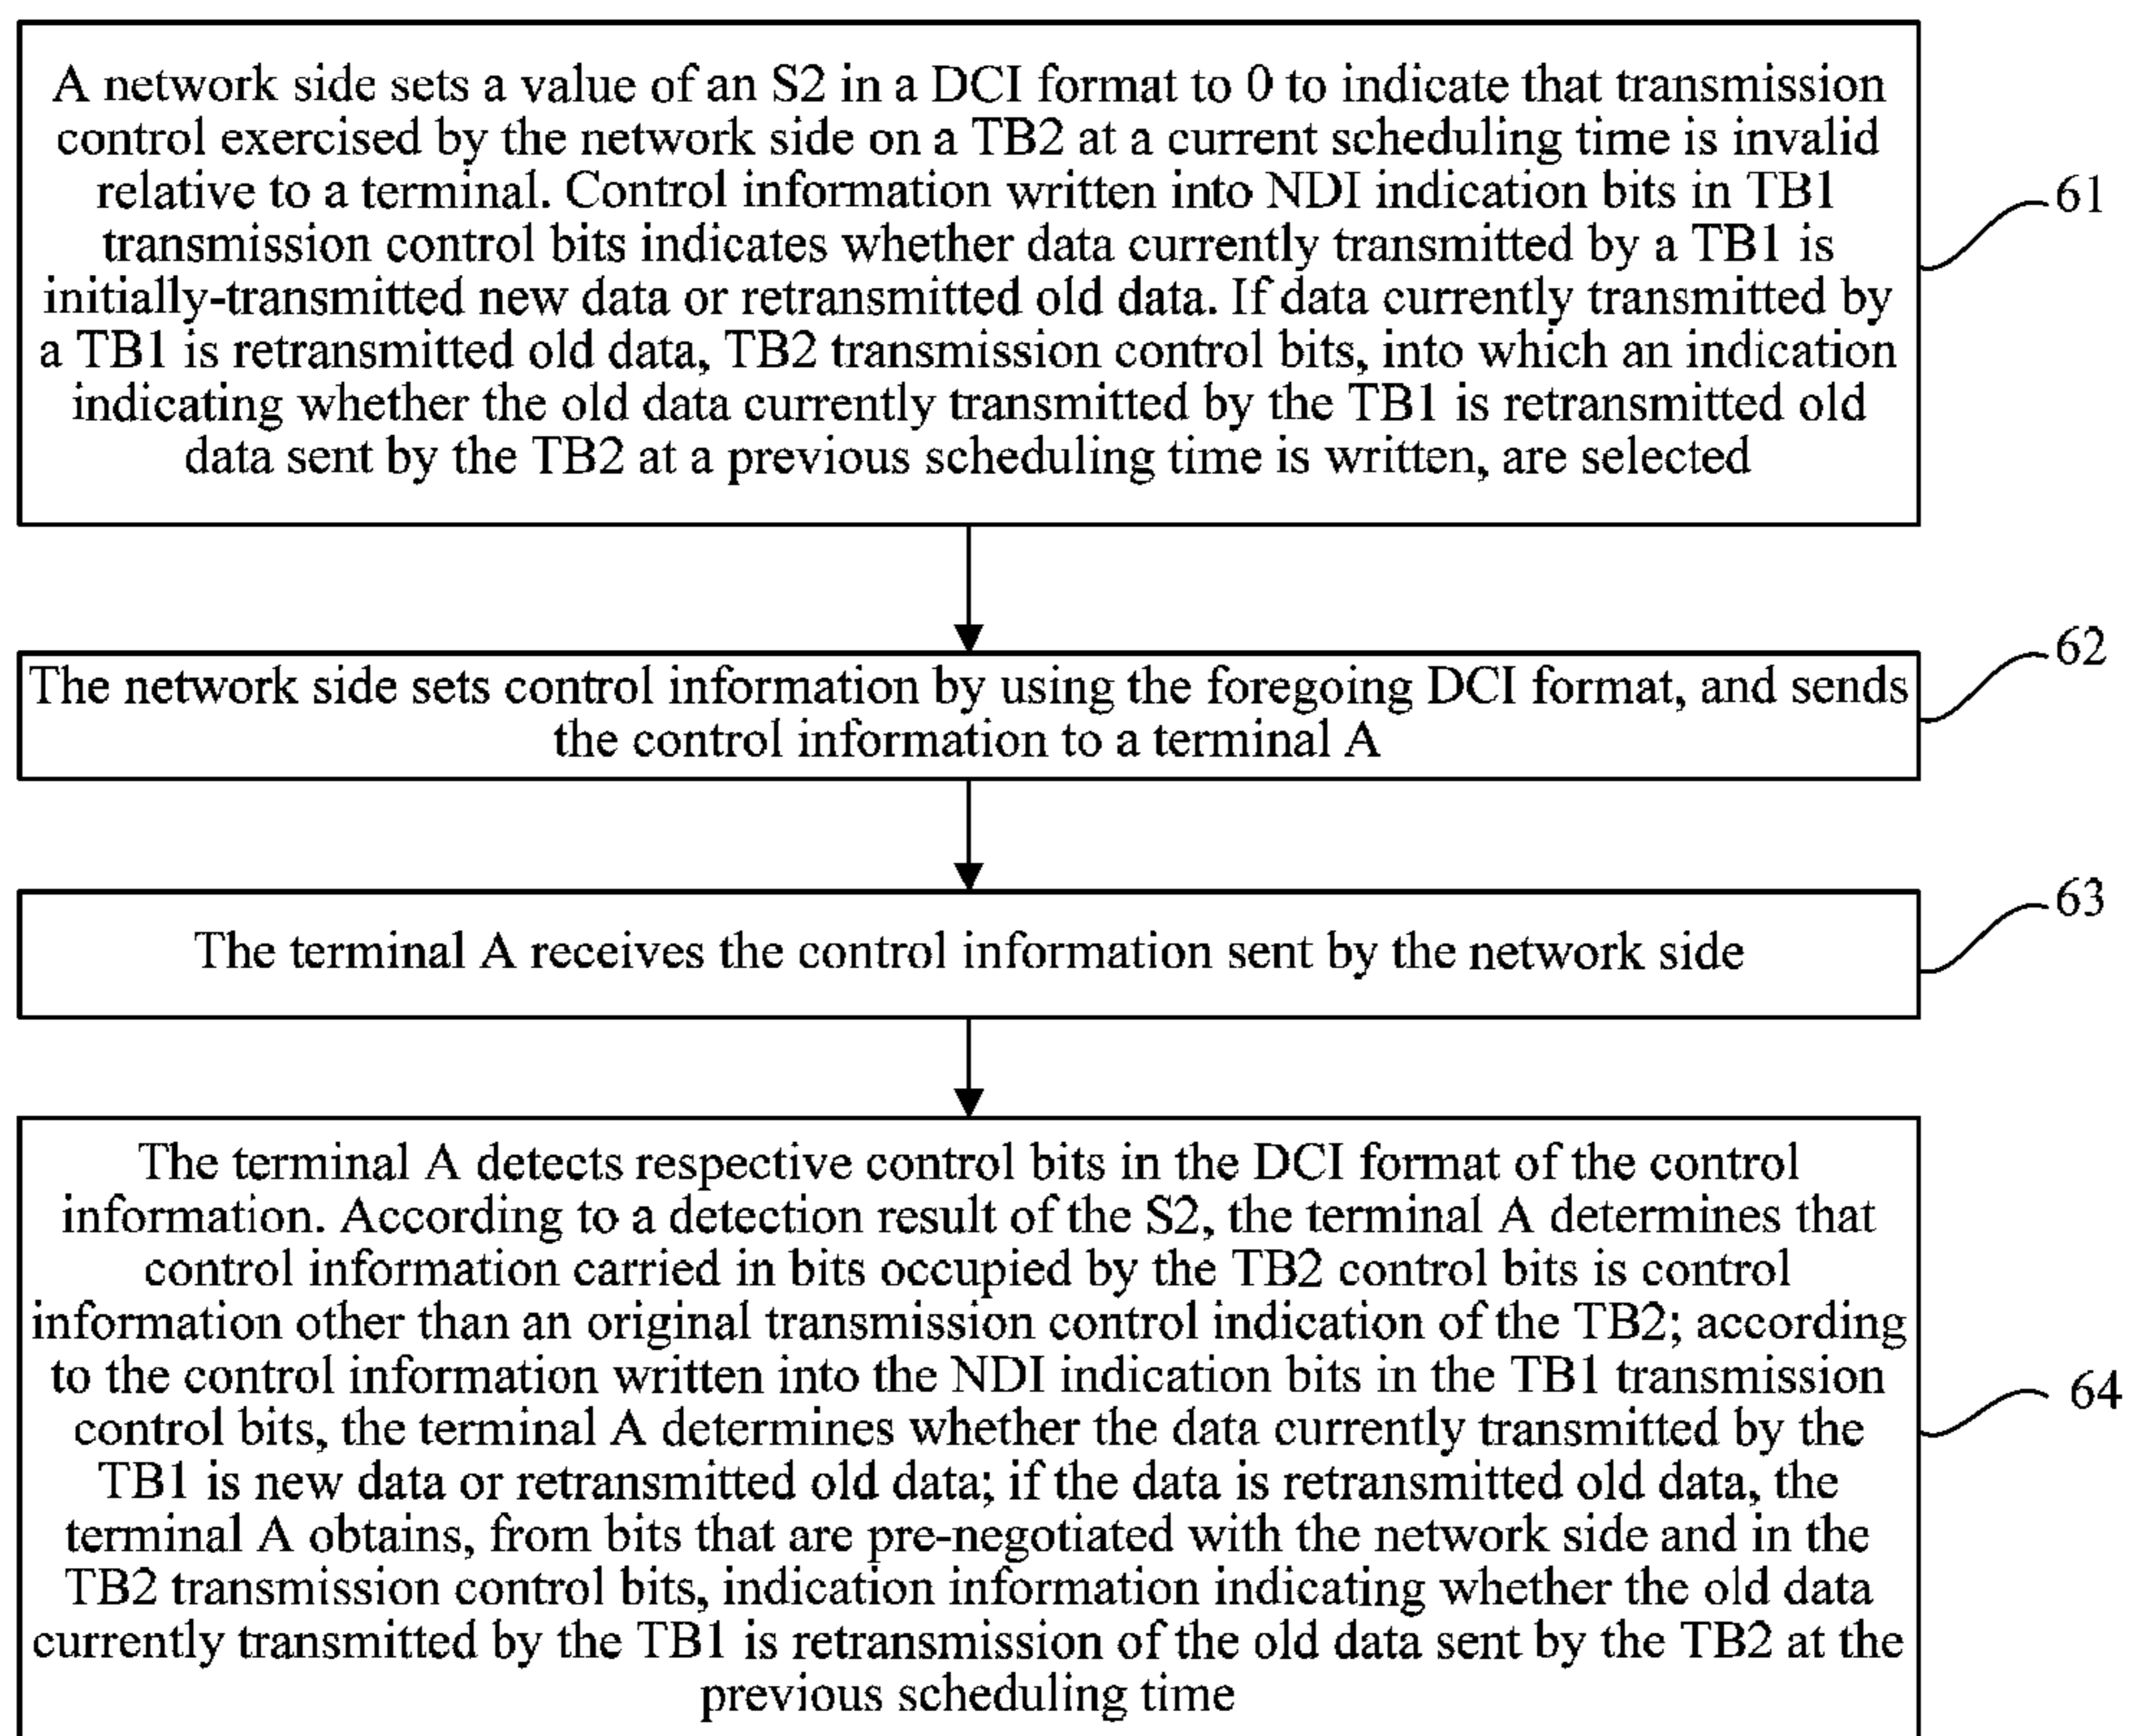 A network side sets a value of an S2 in a DCI format to 0 to indicate that transmission
control exercised by the network side on a TB2 at a current scheduling time is invalid
relative to a terminal. Control information written into NDI indication bits in TB1
transmission control bits indicates whether data currently transmitted by a TB1 is
initially-transmitted new data or retransmitted old data. If data currently transmitted by
a TB1 is retransmitted old data, TB2 transmission control bits, into which an indication
indicating whether the old data currently transmitted by the TB1 is retransmitted old
data sent by the TB2 at a previous scheduling time is written, are selected
61
The network side sets control information by using the foregoing DCI format, and sends
the control information to a terminal A
62
The terminal A receives the control information sent by the network side
63
The terminal A detects respective control bits in the DCI format of the control
information. According to a detection result of the S2, the terminal A determines that
control information carried in bits occupied by the TB2 control bits is control
information other than an original transmission control indication of the TB2; according
to the control information written into the NDI indication bits in the TB1 transmission
control bits, the terminal A determines whether the data currently transmitted by the
TB1 is new data or retransmitted old data; if the data is retransmitted old data, the
terminal A obtains, from bits that are pre-negotiated with the network side and in the
TB2 transmission control bits, indication information indicating whether the old data
currently transmitted by the TB1 is retransmission of the old data sent by the TB2 at the
previous scheduling time
64